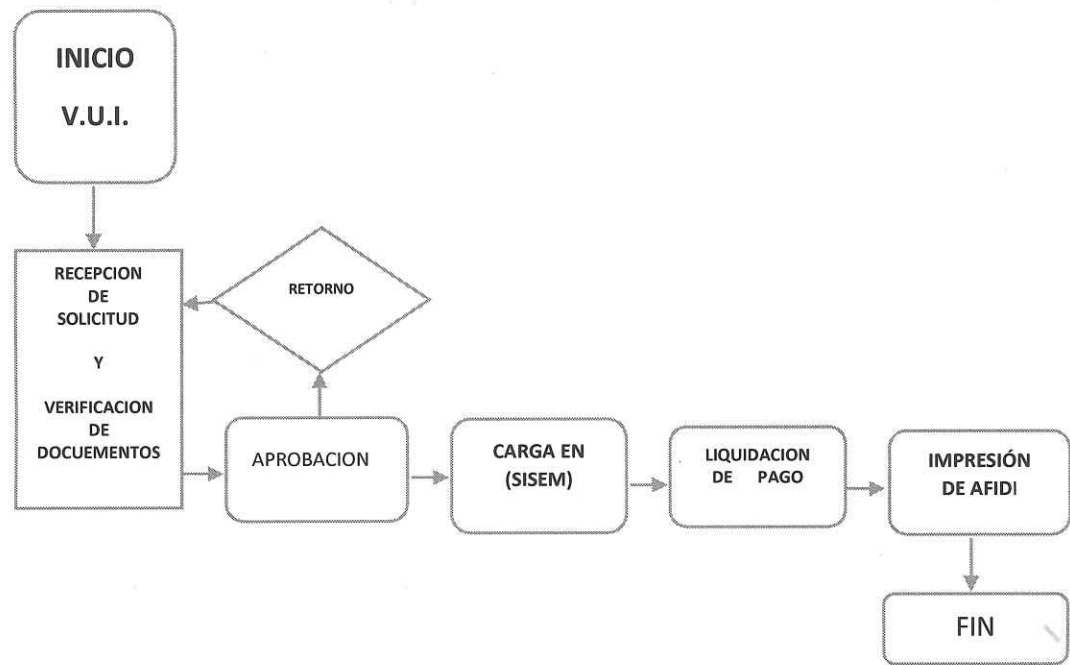 INICIO
V.U.I.
RECEPCION
DE
SOLICITUD
Y
VERIFICACION
DE
DOCUEMENTOS
RETORNO
APROBACION
CARGA EN
(SISEM)
LIQUIDACION
DE PAGO
IMPRESIÓN
DE AFIDI
FIN